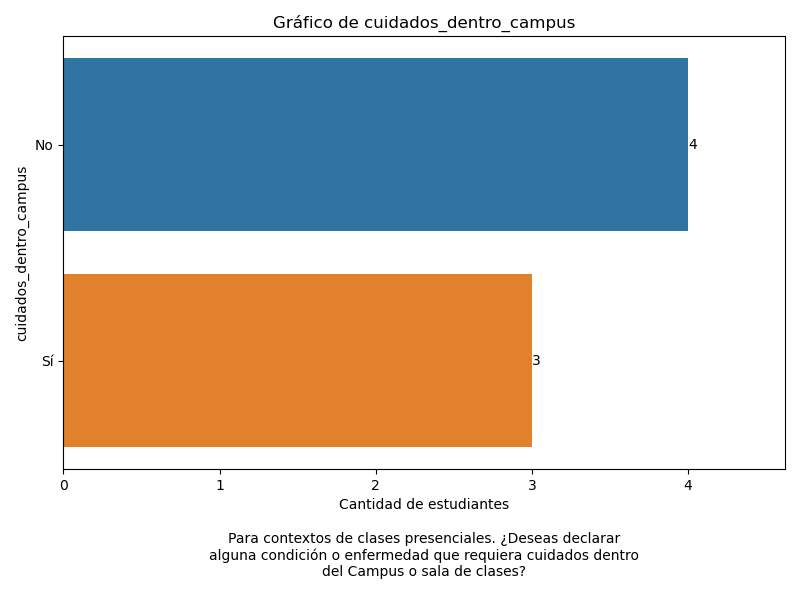 Gráfico de cuidados_dentro_campus
cuidados_dentro_campus
No
4
Sí
3
0 1 2 3 4
Cantidad de estudiantes
Para contextos de clases presenciales. ¿Deseas declarar
alguna condición o enfermedad que requiera cuidados dentro
del Campus o sala de clases?